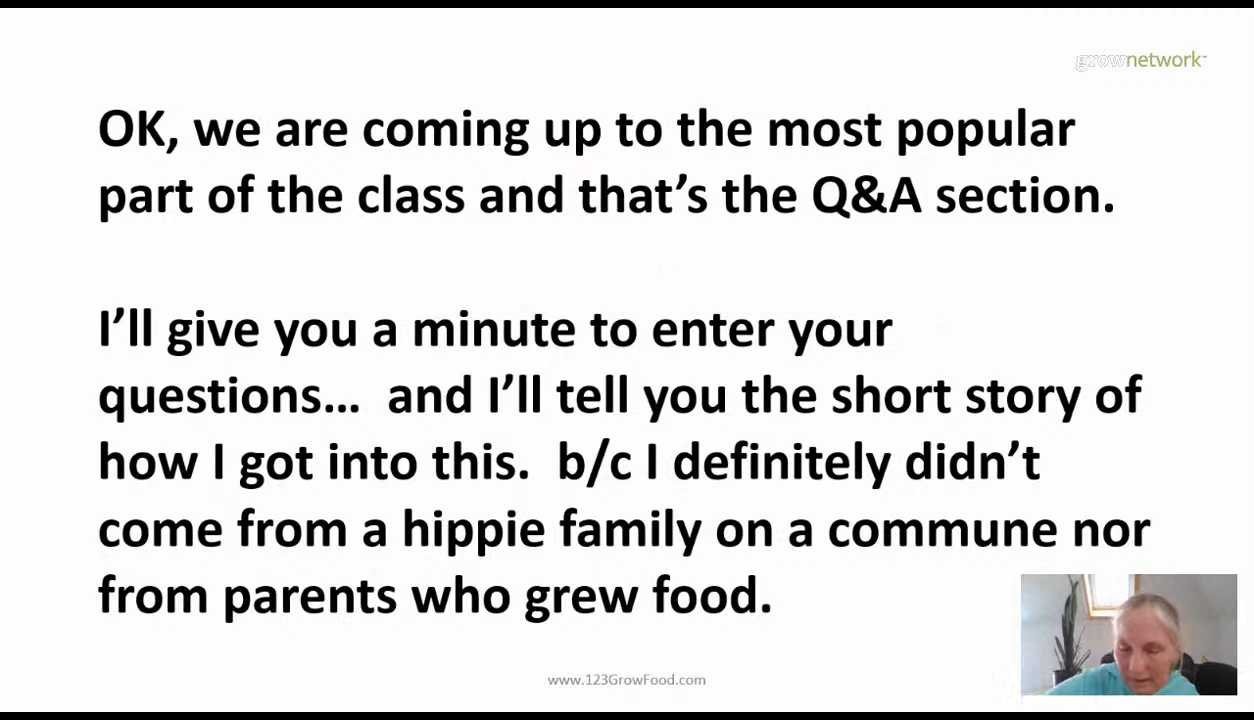 grownetwork
OK, we are coming up to the most popular
part of the class and that’s the Q&A section.
I’ll give you a minute to enter your
questions… and I’ll tell you the short story of
how I got into this. b/c I definitely didn’t
come from a hippie family on a commune nor
from parents who grew food.
www.123GrowFood.com